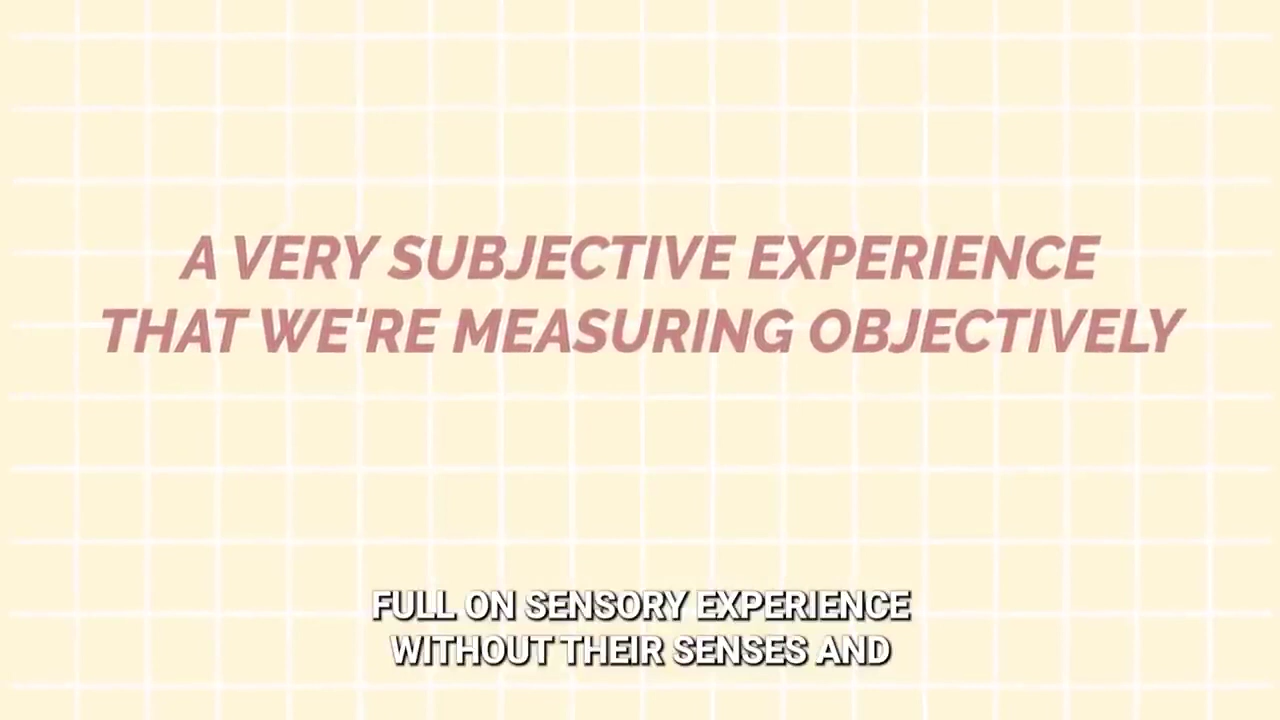 A VERY SUBJECTIVE EXPERIENCE
THAT WE'RE MEASURING OBJECTIVELY
FULL ON SENSORY EXPERIENCE
WITHOUT THEIR SENSES AND